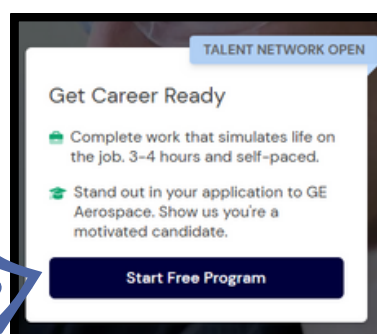 TALENT NETWORK OPEN
Get Career Ready
Complete work that simulates life on
the job. 3-4 hours and self-paced.
Stand out in your application to GE
Aerospace. Show us you're a
motivated candidate.
Start Free Program